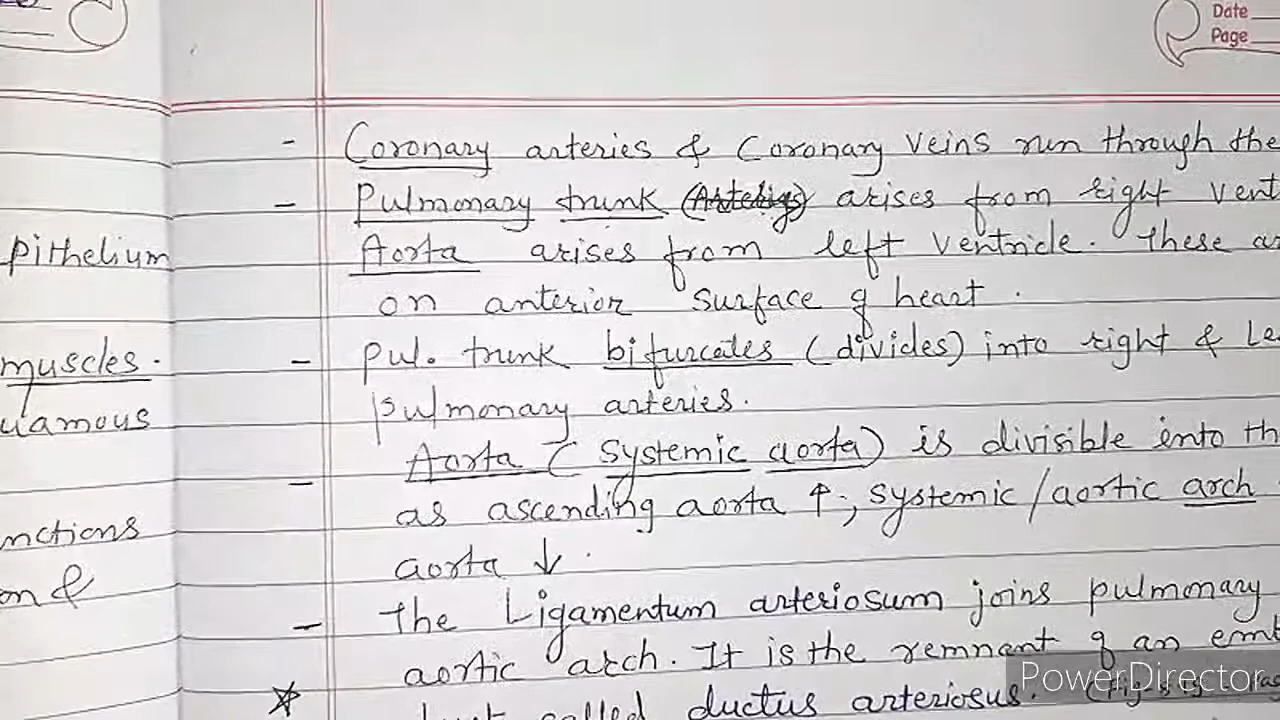 Date
Page
- Coronary arteries & Coronary Veins run through the
- Pulmonary trunk (Arteries) arises from right vent
Aorta arises from left ventricle. These ar
on anterior surface of heart.
- Pul. trunk bifurcates (divides) into right & Le
pulmonary arteries.
- Aorta (systemic aorta) is divisible into th
as ascending aorta ↑, systemic/aortic arch
aorta ↓.
- The Ligamentum arteriosum joins pulmonary
aortic arch. It is the remnant of an emb
called ductus arteriosus.
pithelium
muscles.
uamous
nctions
on &
PowerDirector